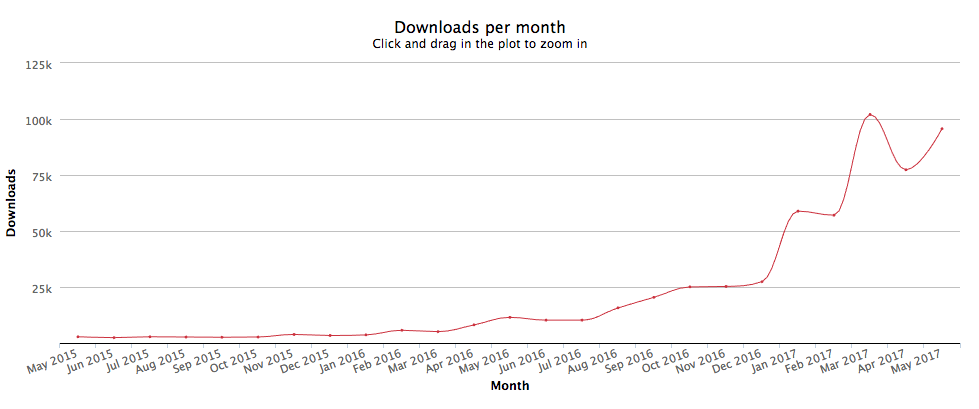 Downloads per month
Click and drag in the plot to zoom in
125k
100k
75k
50k
25k
Downloads
May 2015
Jun 2015
Jul 2015
Aug 2015
Sep 2015
Oct 2015
Nov 2015
Dec 2015
Jan 2016
Feb 2016
Mar 2016
Apr 2016
May 2016
Jun 2016
Jul 2016
Aug 2016
Sep 2016
Oct 2016
Nov 2016
Dec 2016
Jan 2017
Feb 2017
Mar 2017
Apr 2017
May 2017
Month